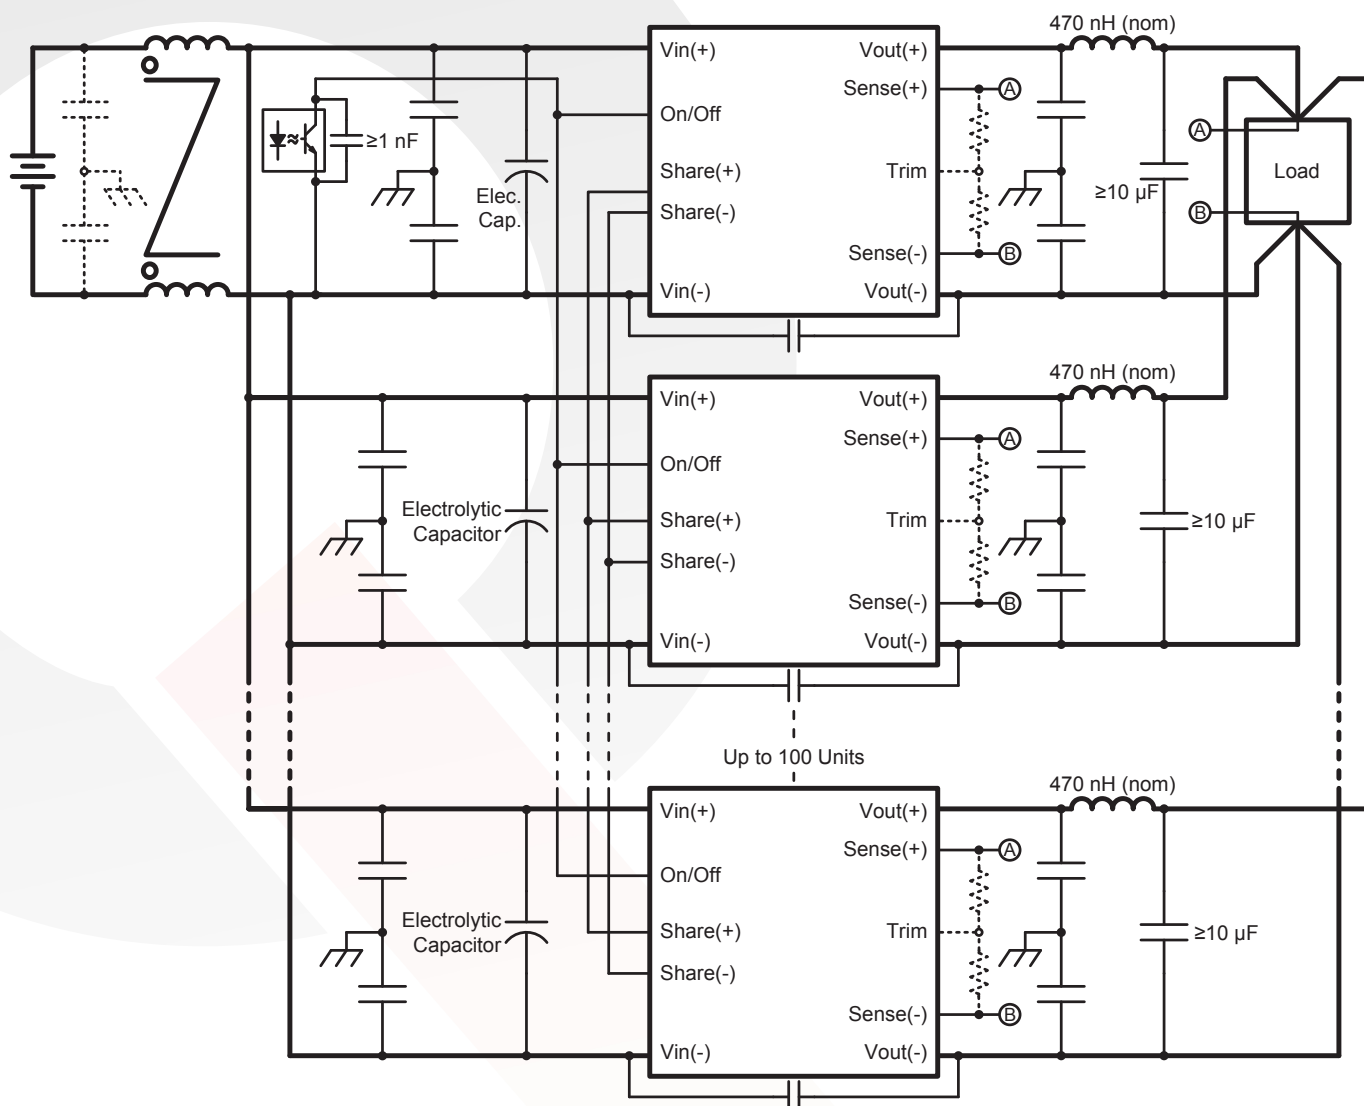 470 nH (nom)
Vin(+)
Vout(+)
Sense(+)
A
On/Off
≥1 nF
A
Share(+)
Trim
Load
Elec.
Cap.
≥10 µF
Share(-)
B
Sense(-)
B
Vin(-)
Vout(-)
470 nH (nom)
Vin(+)
Vout(+)
Sense(+)
A
On/Off
Electrolytic
Capacitor
Share(+)
Trim
≥10 µF
Share(-)
Sense(-)
B
Vin(-)
Vout(-)
Up to 100 Units
470 nH (nom)
Vin(+)
Vout(+)
Sense(+)
A
On/Off
Electrolytic
Capacitor
Share(+)
Trim
≥10 µF
Share(-)
Sense(-)
B
Vin(-)
Vout(-)